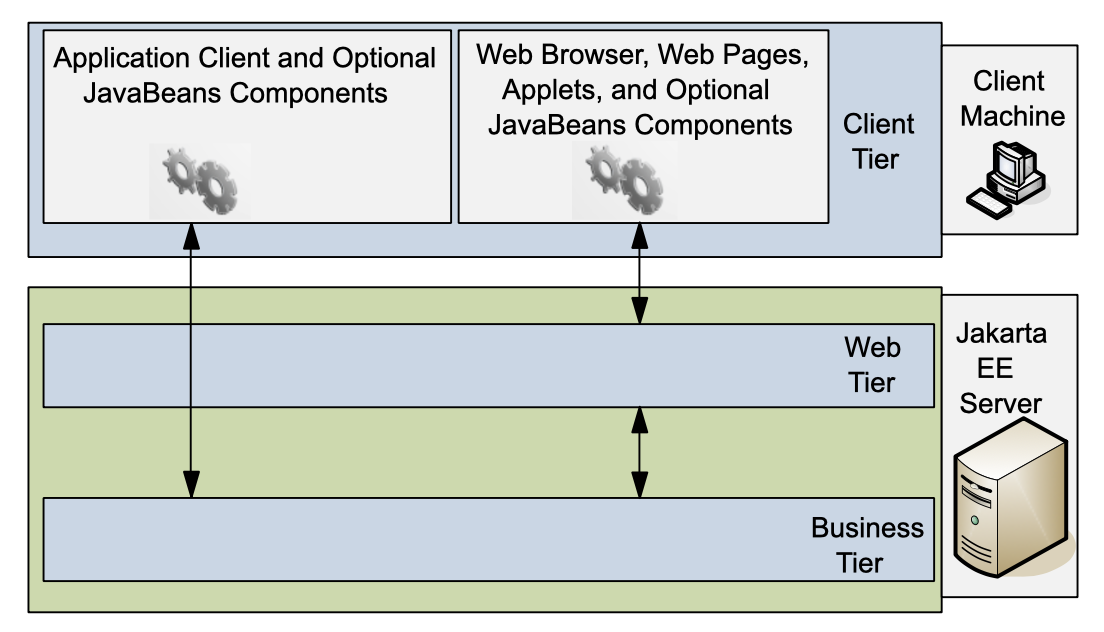 Application Client and Optional
JavaBeans Components
Web Browser, Web Pages,
Applets, and Optional
JavaBeans Components
Client
Tier
Client
Machine
Web
Tier
Jakarta
EE
Server
Business
Tier